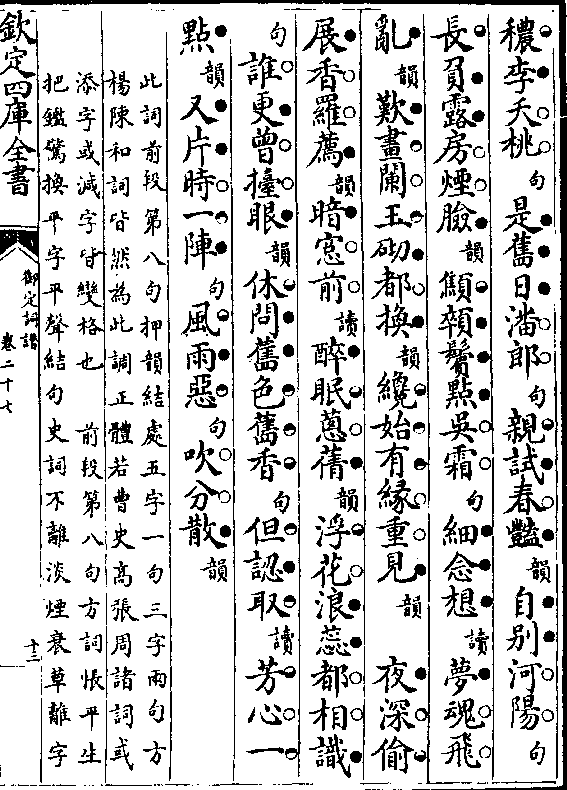 穠李夭桃句是舊日潘郎句親試春豔韻自别河陽句
長負露房煙臉韻顦顇鬢點吳霜句細念想讀夢魂飛
亂韻歎畫闌玉砌都換韻纔始有緣重見韻 夜深偷
展香羅薦韻暗窓前讀醉眠蔥蒨韻浮花浪蕊都相識
句誰更曾擡眼韻休問舊色舊香句但認取讀芳心一
點韻又片時一陣句風雨惡句吹分散韻
此詞前段第八句押韻結處五字一句三字兩句方
楊陳和詞皆然為此調正體若曹史高張周諸詞或
添字或減字皆變格也 前段第八句方詞悵平生
把鑑驚換平字平聲結句史詞不離淡煙衰草離字
欽定四庫全書
御定詞譜
卷二十七
十三